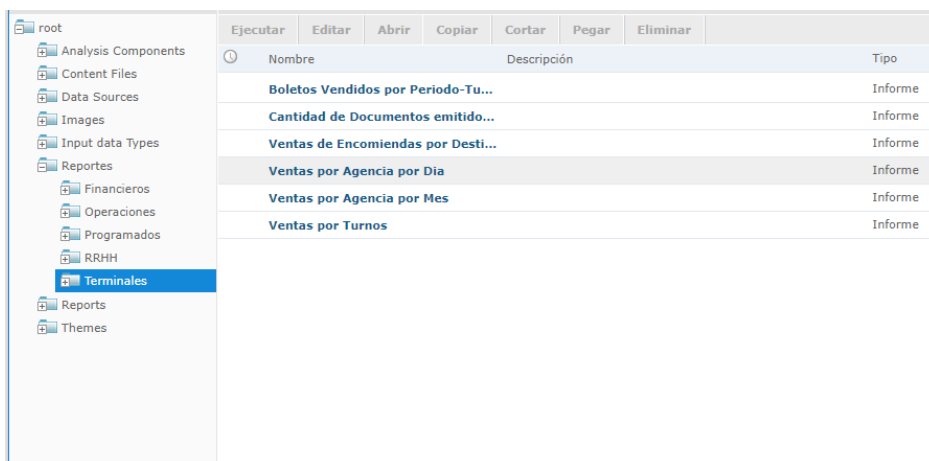 root
Analysis Components
Content Files
Data Sources
Images
Input data Types
Reportes
Financieros
Operaciones
Programados
RRHH
Terminales
Reports
Themes
Ejecutar Editar Abrir Copiar Cortar Pegar Eliminar
Nombre Descripción Tipo
Boletos Vendidos por Periodo-Tu... Informe
Cantidad de Documentos emitido... Informe
Ventas de Encomiendas por Desti... Informe
Ventas por Agencia por Dia Informe
Ventas por Agencia por Mes Informe
Ventas por Turnos Informe